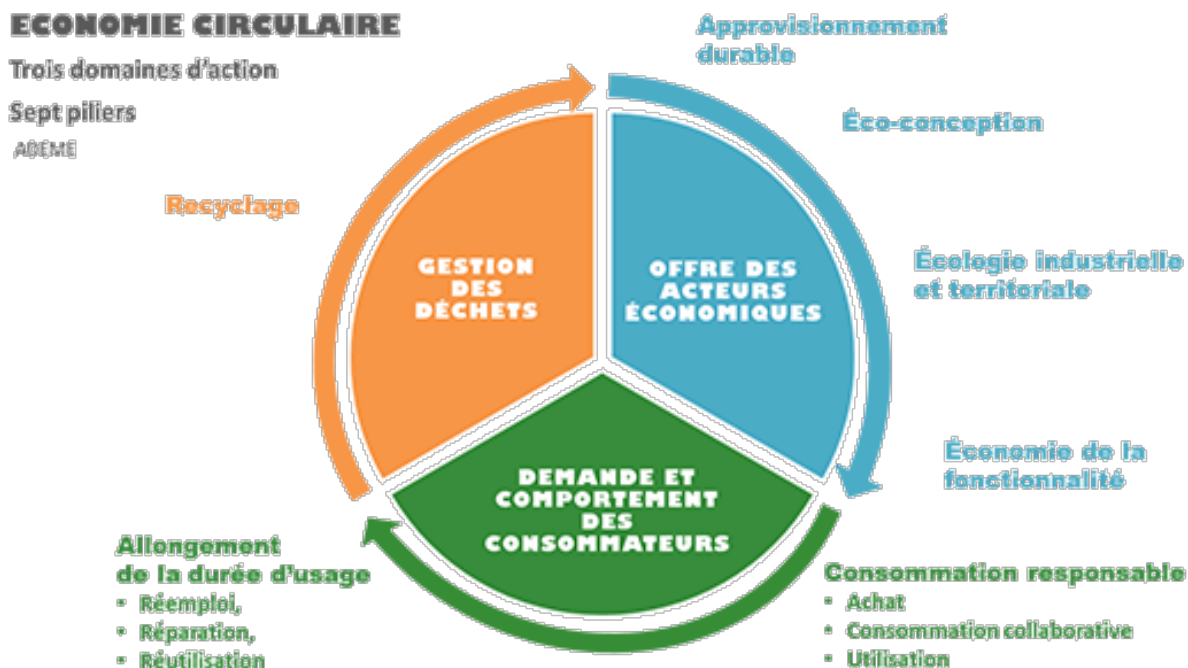 ECONOMIE CIRCULAIRE
Trois domaines d'action
Sept piliers
ADEME
Approvisionnement
durable
Éco-conception
Écologie industrielle
et territoriale
Économie de la
fonctionnalité
OFFRE DES
ACTEURS
ÉCONOMIQUES
Consommation responsable
• Achat
• Consommation collaborative
• Utilisation
DEMANDE ET
COMPORTEMENT
DES
CONSOMMATEURS
Allongement
de la durée d'usage
• Réemploi,
• Réparation,
• Réutilisation
Recyclage
GESTION
DES
DÉCHETS